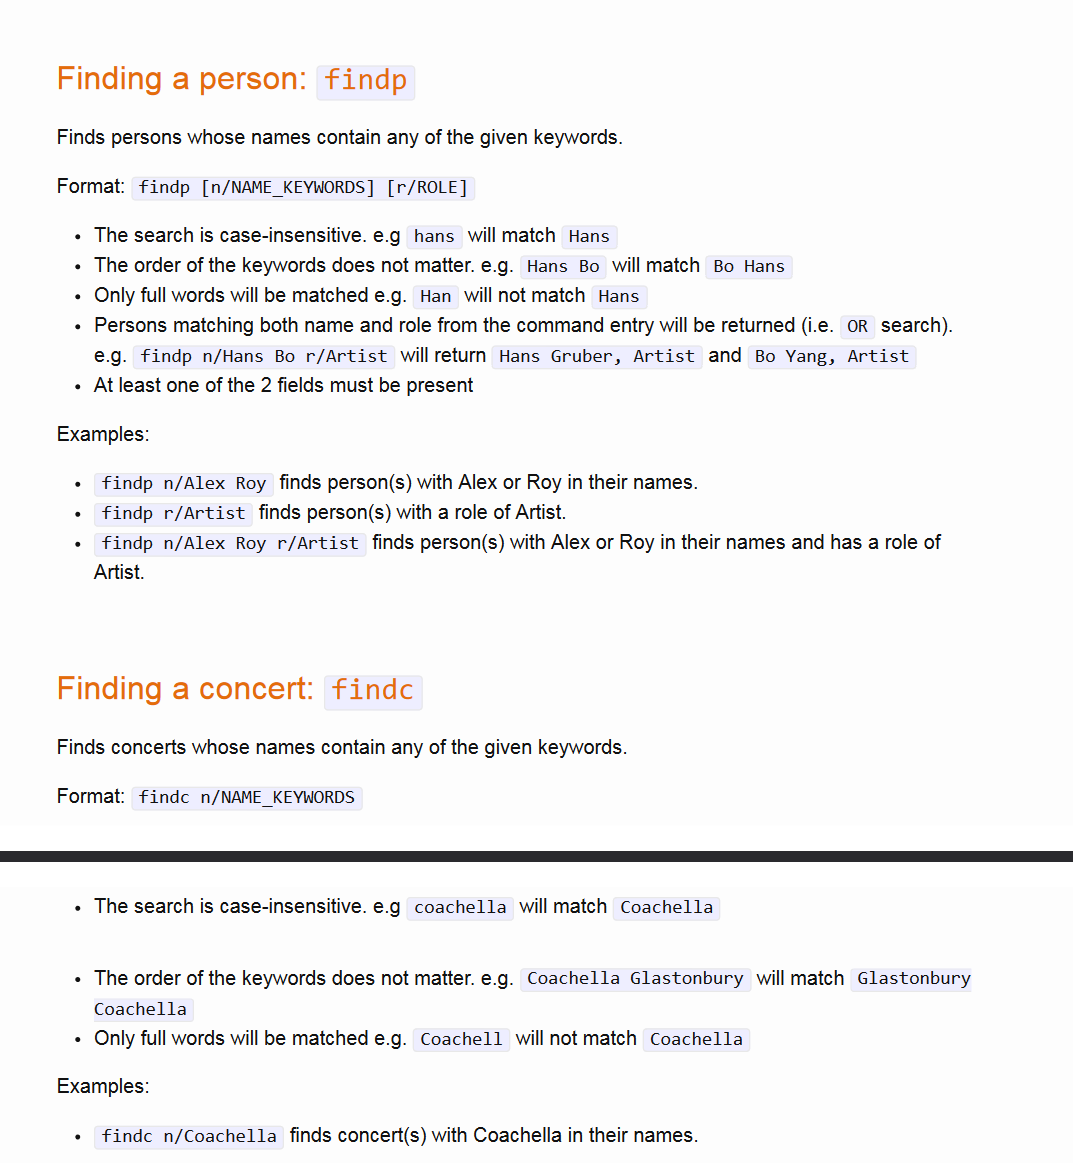 Finding a person: findp
Finds persons whose names contain any of the given keywords.
Format: findp [n/NAME_KEYWORDS] [r/ROLE]
• The search is case-insensitive. e.g hans will match Hans
• The order of the keywords does not matter. e.g. Hans Bo will match Bo Hans
• Only full words will be matched e.g. Han will not match Hans
• Persons matching both name and role from the command entry will be returned (i.e. OR search).
e.g. findp n/Hans Bo r/Artist will return Hans Gruber, Artist and Bo Yang, Artist
• At least one of the 2 fields must be present
Examples:
• findp n/Alex Roy finds person(s) with Alex or Roy in their names.
• findp r/Artist finds person(s) with a role of Artist.
• findp n/Alex Roy r/Artist finds person(s) with Alex or Roy in their names and has a role of
Artist.
Finding a concert: findc
Finds concerts whose names contain any of the given keywords.
Format: findc n/NAME_KEYWORDS
• The search is case-insensitive. e.g coachella will match Coachella
• The order of the keywords does not matter. e.g. Coachella Glastonbury will match Glastonbury
Coachella
• Only full words will be matched e.g. Coachell will not match Coachella
Examples:
• findc n/Coachella finds concert(s) with Coachella in their names.